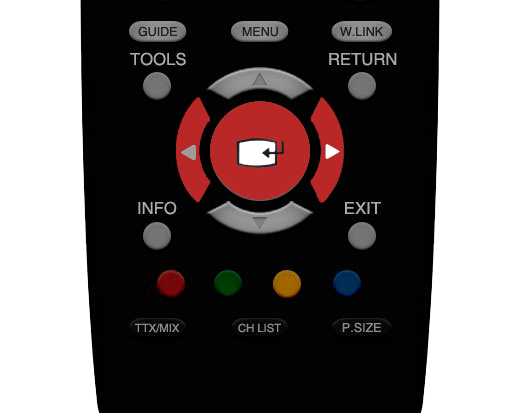 GUIDE MENU W.LINK
TOOLS RETURN
INFO EXIT
TTX/MIX CH LIST P.SIZE